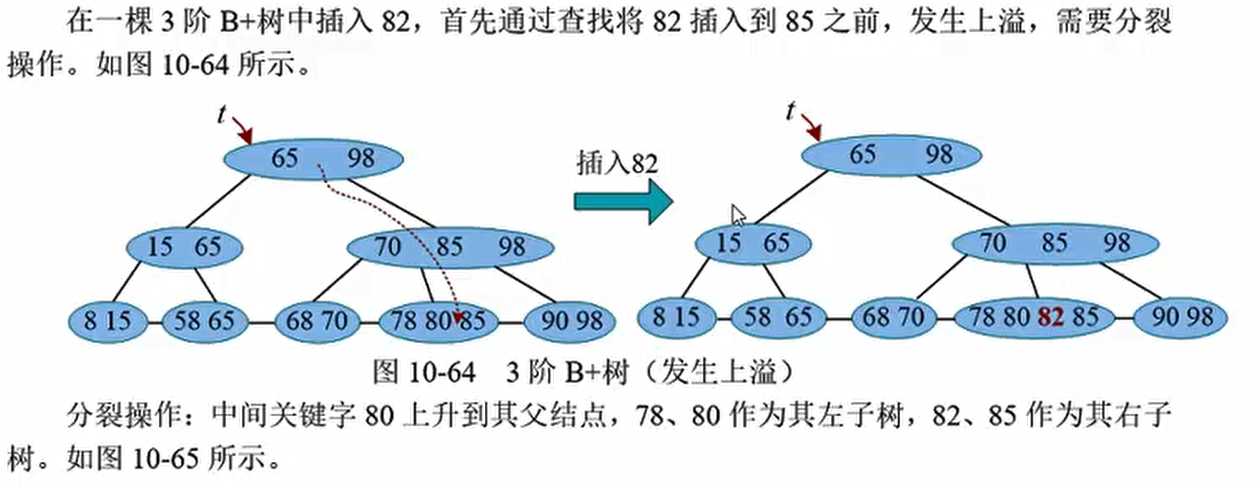 在一棵 3 阶 B+树中插入 82，首先通过查找将 82 插入到 85 之前，发生上溢，需要分裂
操作。如图 10-64 所示。
t
t
65 98
插入82
65 98
15 65
70 85 98
15 65
70 85 98
8 15
58 65
68 70
78 80 85
90 98
8 15
58 65
68 70
78 80 82 85
90 98
图 10-64 3 阶 B+树（发生上溢）
分裂操作：中间关键字 80 上升到其父结点，78、80 作为其左子树，82、85 作为其右子
树。如图 10-65 所示。